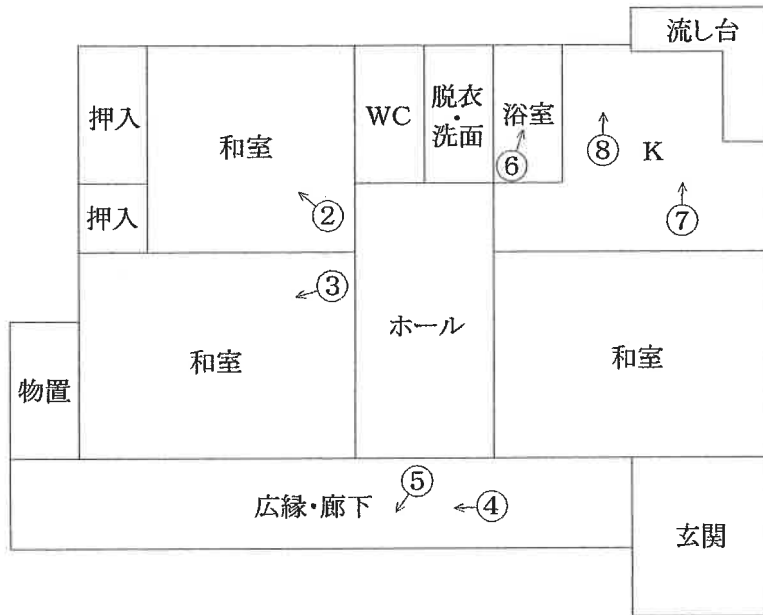 流し台
押入
和室
WC
脱衣
・
洗面
浴室
⑥
⑧
K
押入
②
⑦
③
和室
ホール
和室
物置
⑤
広縁・廊下
④
玄関